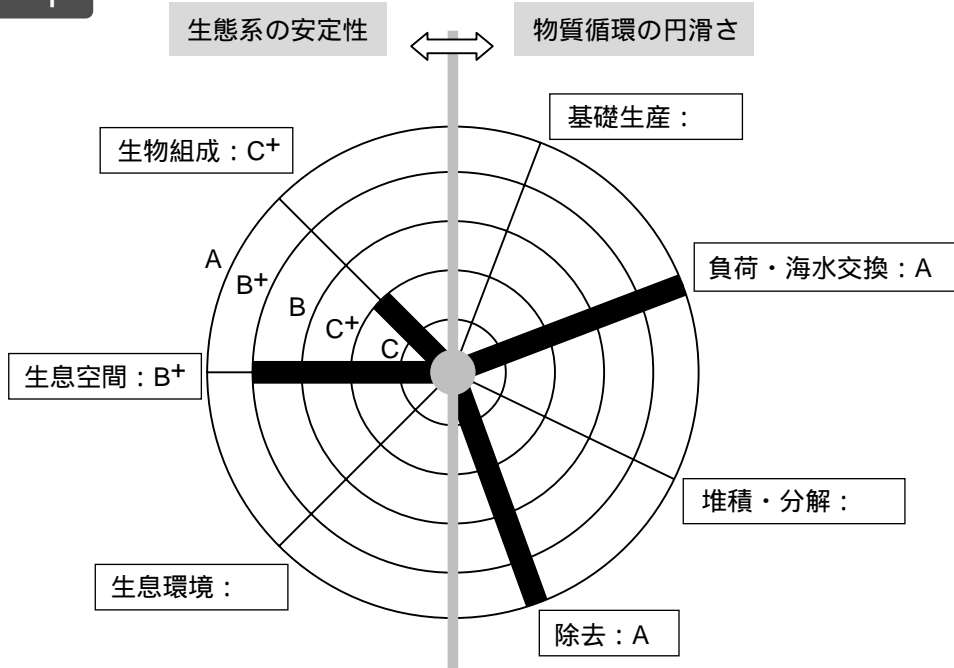 生態系の安定性
物質循環の円滑さ
基礎生産：
生物組成：C+
負荷・海水交換：A
A
B+
B
C+
C
生息空間：B+
堆積・分解：
生息環境：
除去：A